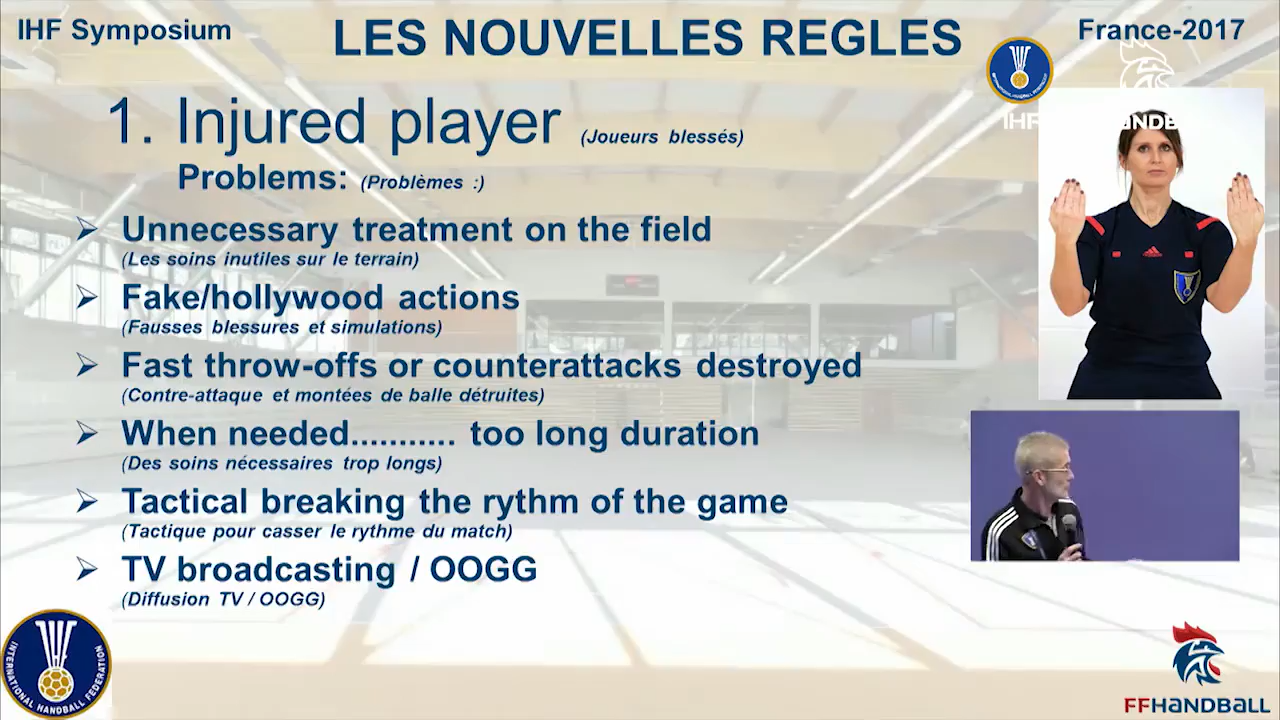 IHF Symposium
LES NOUVELLES REGLES
France-2017
1. Injured player (Joueurs blessés)
Problems: (Problèmes :)
Unnecessary treatment on the field
(Les soins inutiles sur le terrain)
Fake/hollywood actions
(Fausses blessures et simulations)
Fast throw-offs or counterattacks destroyed
(Contre-attaque et montées de balle détruites)
When needed........... too long duration
(Des soins nécessaires trop longs)
Tactical breaking the rythm of the game
(Tactique pour casser le rythme du match)
TV broadcasting / OOGG
(Diffusion TV / OOGG)
INTERNATIONAL HANDBALL FEDERATION
FFHANDBALL